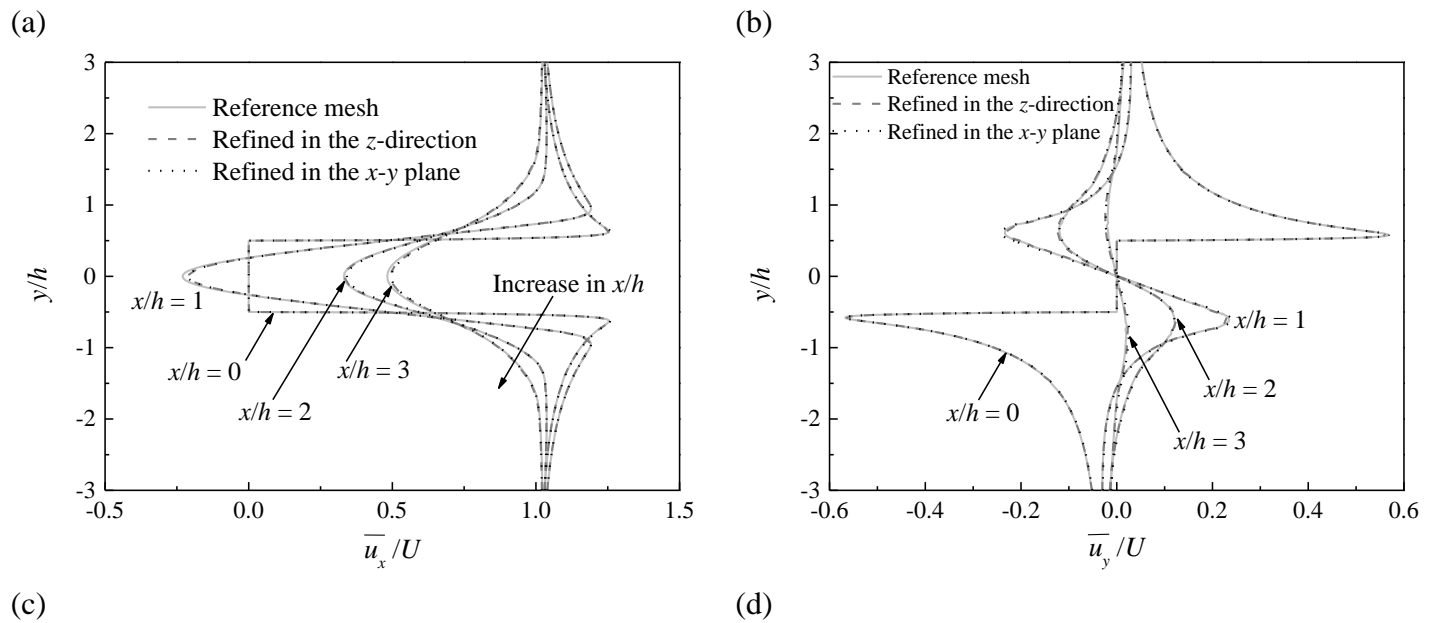 (a)
(b)
3
2
1
0
-1
-2
-3
y/h
-0.5
0.0
0.5
1.0
1.5
u_x /U
Reference mesh
Refined in the z-direction
Refined in the x-y plane
x/h = 1
x/h = 0
x/h = 2
x/h = 3
Increase in x/h
3
2
1
0
-1
-2
-3
y/h
-0.6
-0.4
-0.2
0.0
0.2
0.4
0.6
u_y /U
Reference mesh
Refined in the z-direction
Refined in the x-y plane
x/h = 1
x/h = 2
x/h = 0
x/h = 3
(c)
(d)